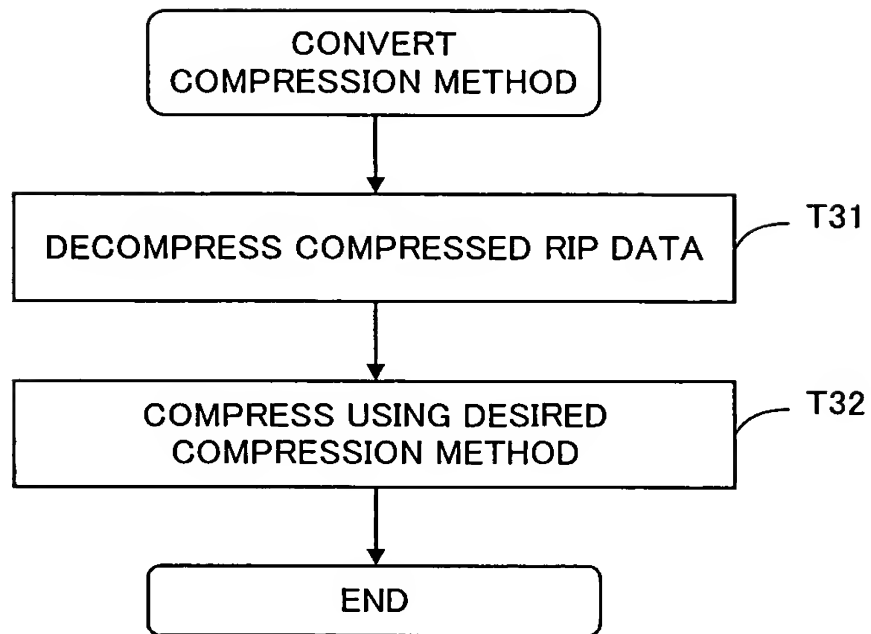 CONVERT
COMPRESSION METHOD
DECOMPRESS COMPRESSED RIP DATA
T31
COMPRESS USING DESIRED
COMPRESSION METHOD
T32
END